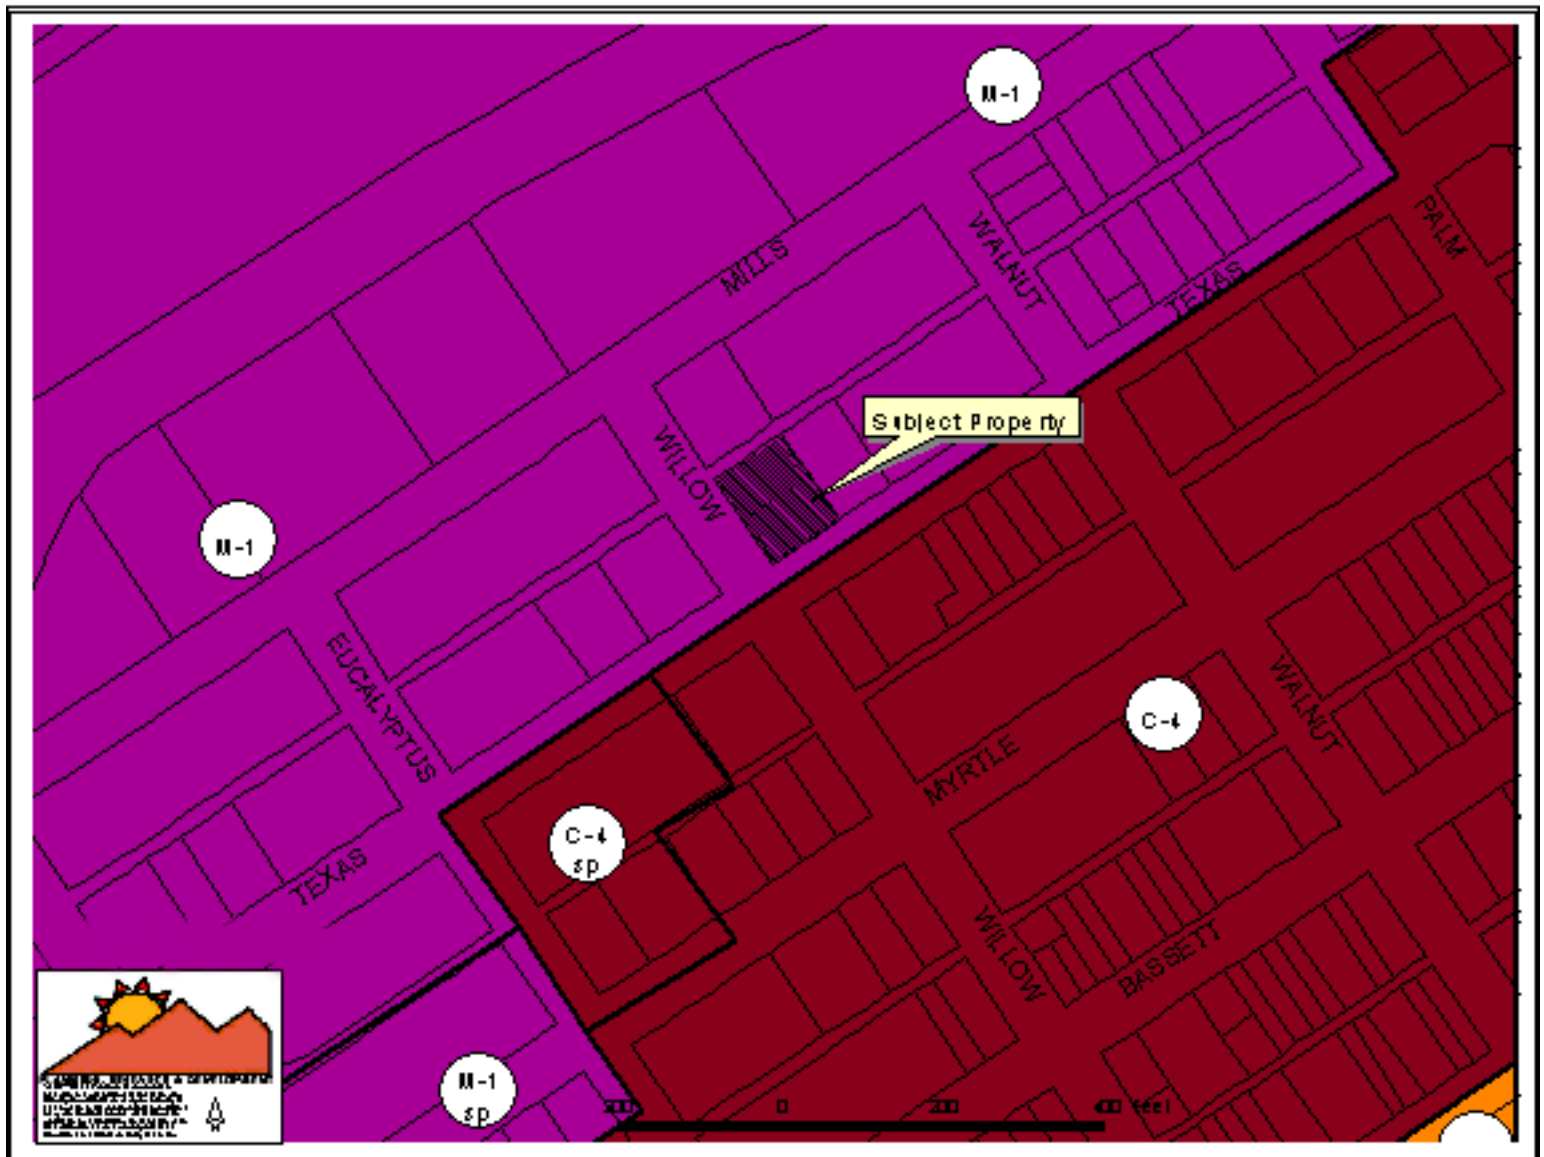 M-1
PALM
WALNUT
MILLS
TEXAS
Subject Property
WILLOW
M-1
EUCALYPTUS
WALNUT
C-4
MYRTLE
C-4
sp
TEXAS
WILLOW
BASSETT
M-1
sp
200 0 200 400 Feet
N